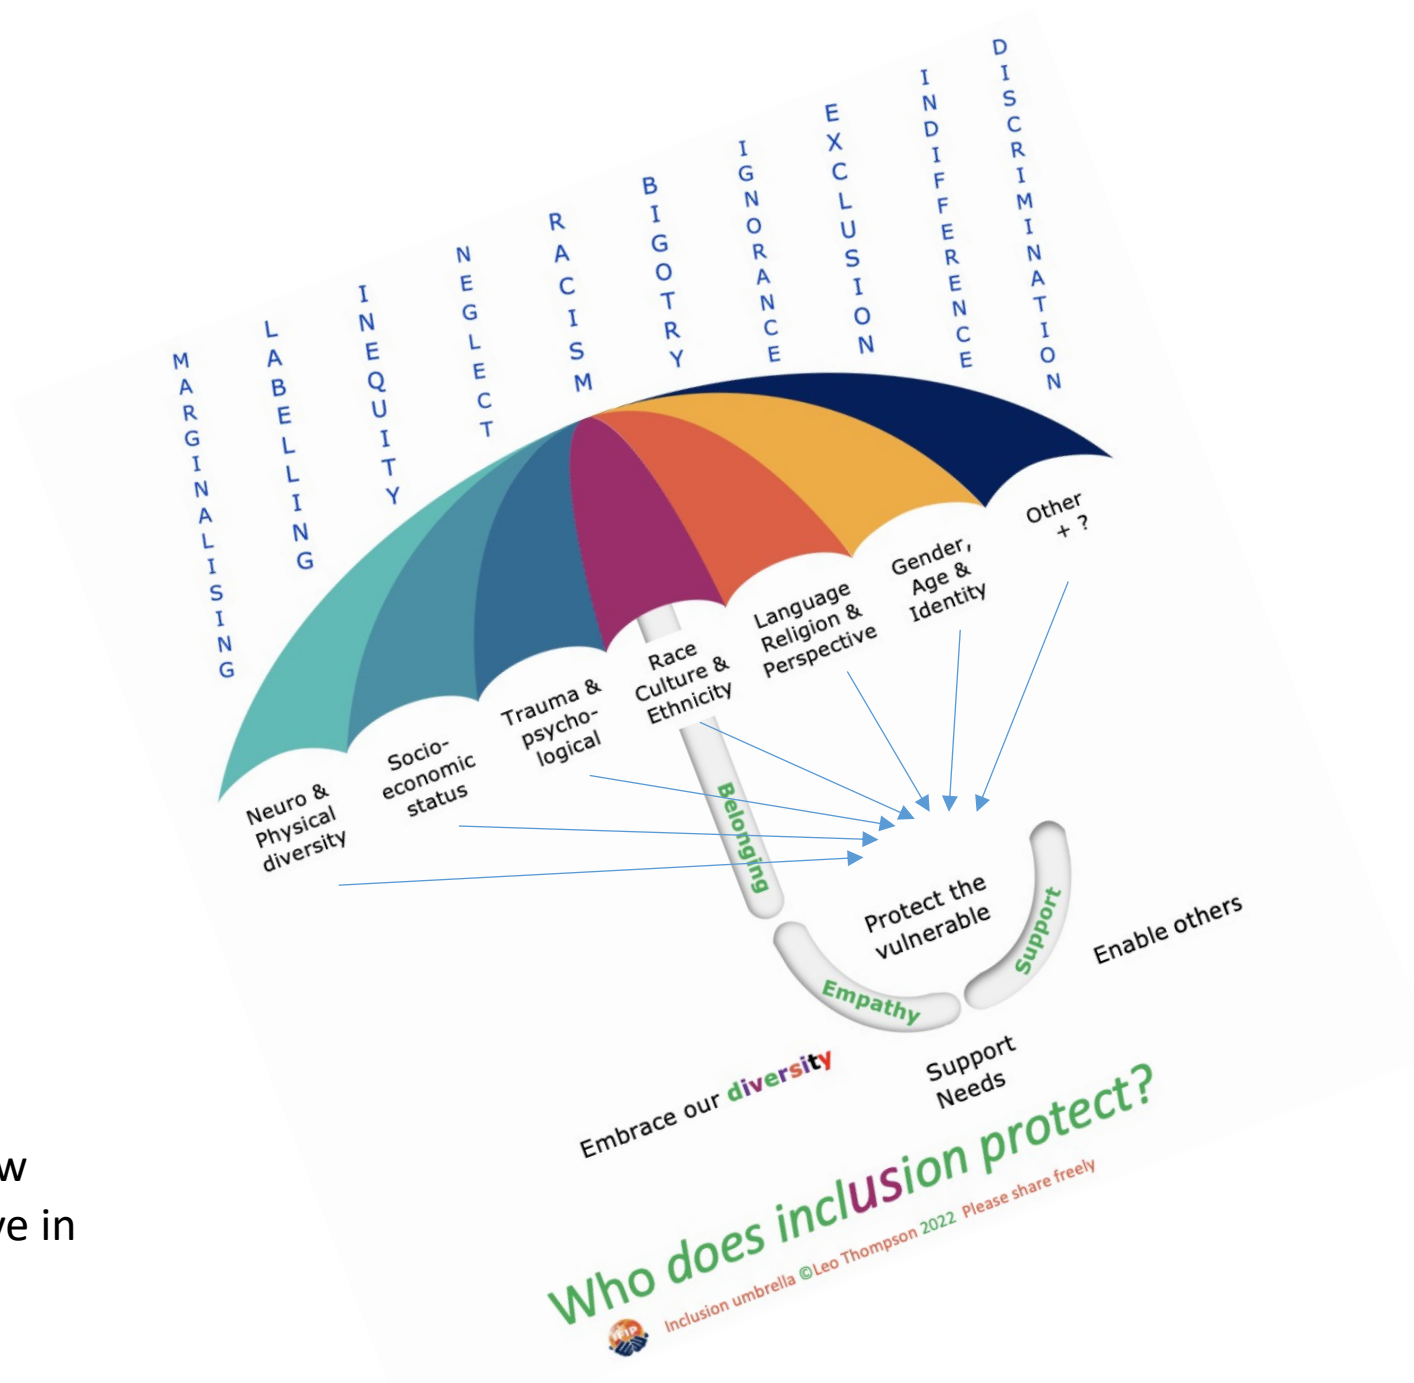 MARGINALISING
LABELLING
INEQUITY
NEGLECT
RACISM
BIGOTRY
IGNORANCE
EXCLUSION
INDIFFERENCE
DISCRIMINATION
Neuro &
Physical
diversity
Socio-
economic
status
Trauma &
psycho-
logical
Race
Culture &
Ethnicity
Language
Religion &
Perspective
Gender,
Age &
Identity
Other
+ ?
Belonging
Empathy
Support
Protect the
vulnerable
Enable others
Support
Needs
Embrace our diversity
Who does inclusion protect?
Inclusion umbrella ©Leo Thompson 2022 Please share freely
in